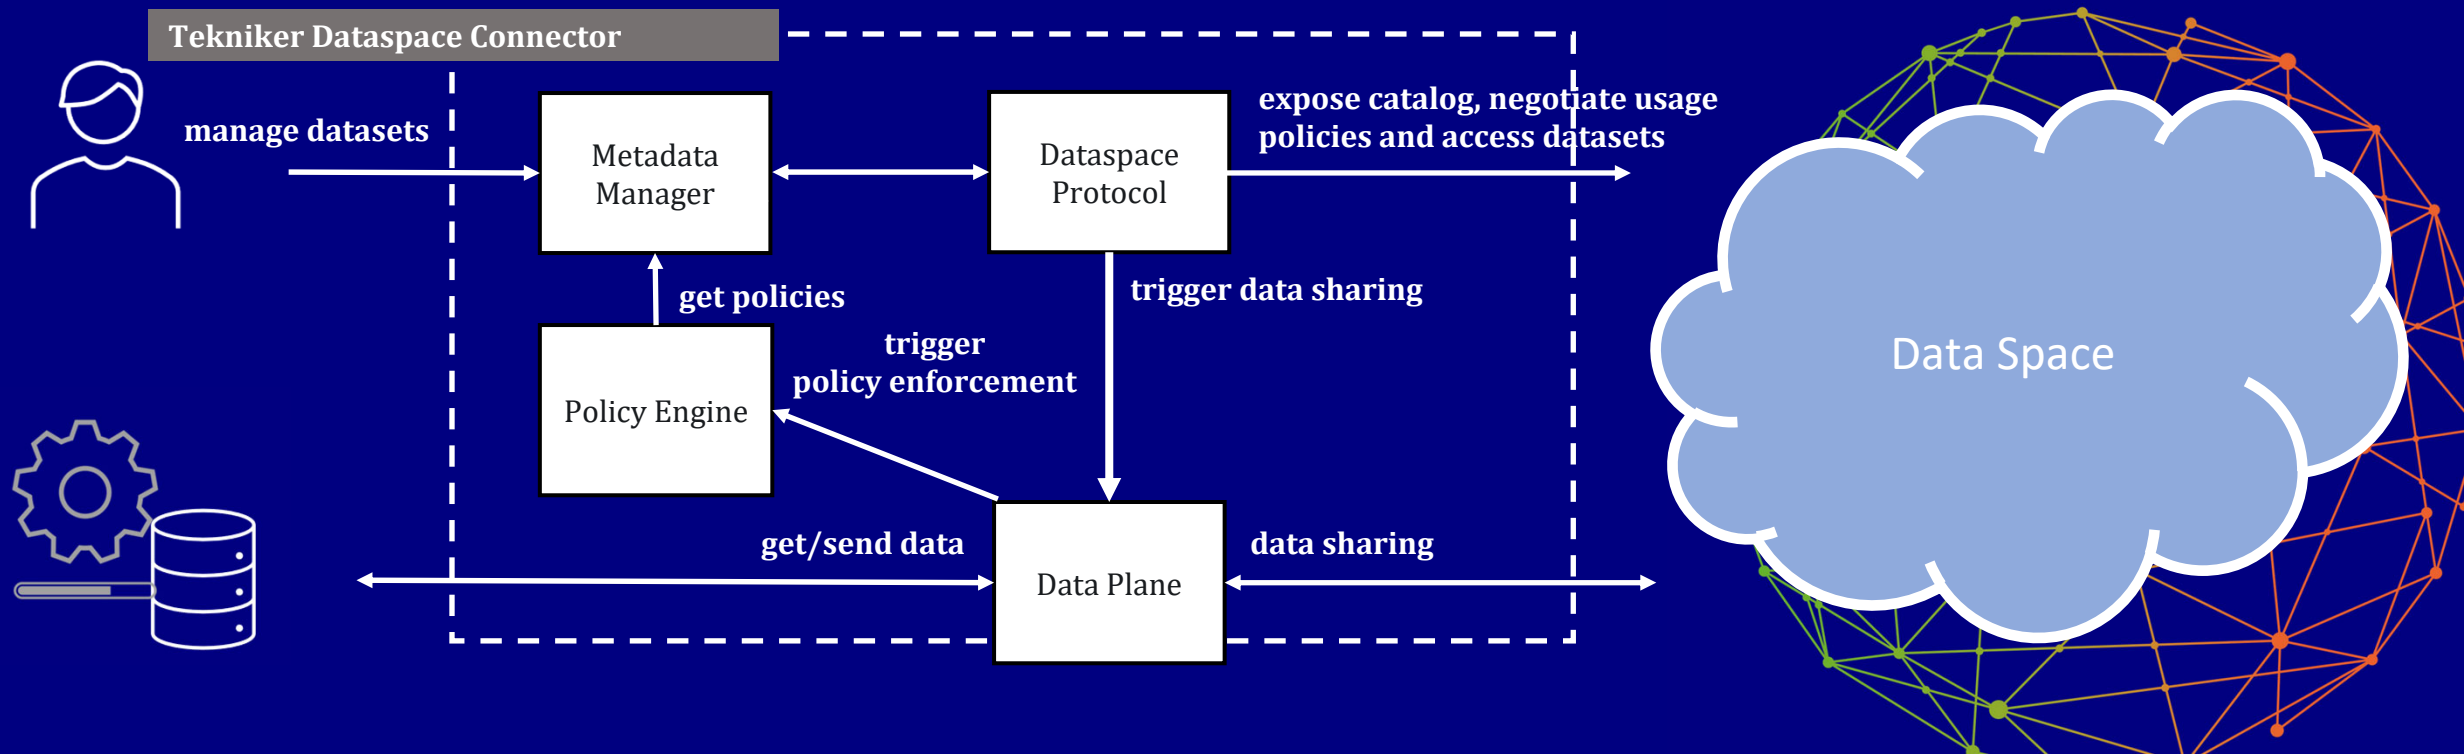 Tekniker Dataspace Connector
manage datasets
Metadata
Manager
Dataspace
Protocol
expose catalog, negotiate usage
policies and access datasets
get policies
trigger data sharing
trigger
policy enforcement
Policy Engine
Data Space
get/send data
data sharing
Data Plane